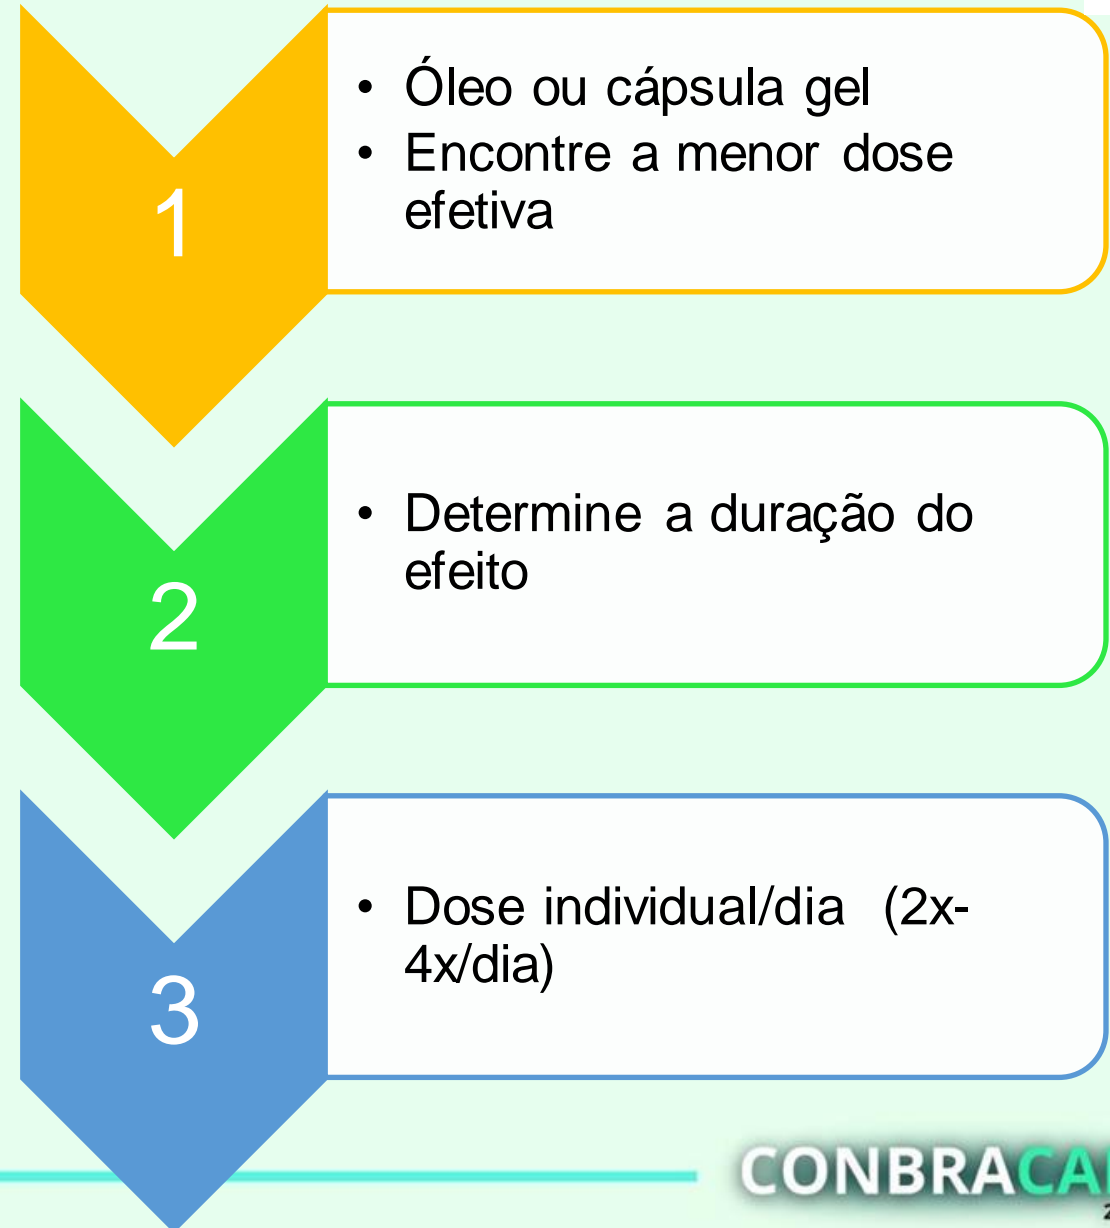 1
• Óleo ou cápsula gel
• Encontre a menor dose
efetiva
2
• Determine a duração do
efeito
3
• Dose individual/dia (2x-
4x/dia)